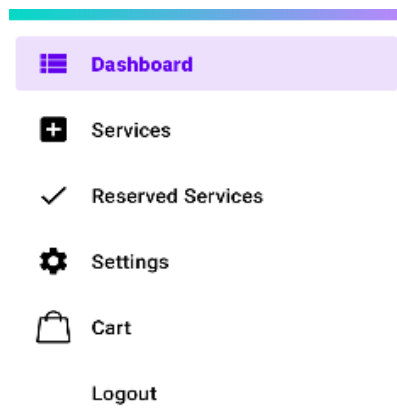 Dashboard
Services
Reserved Services
Settings
Cart
Logout